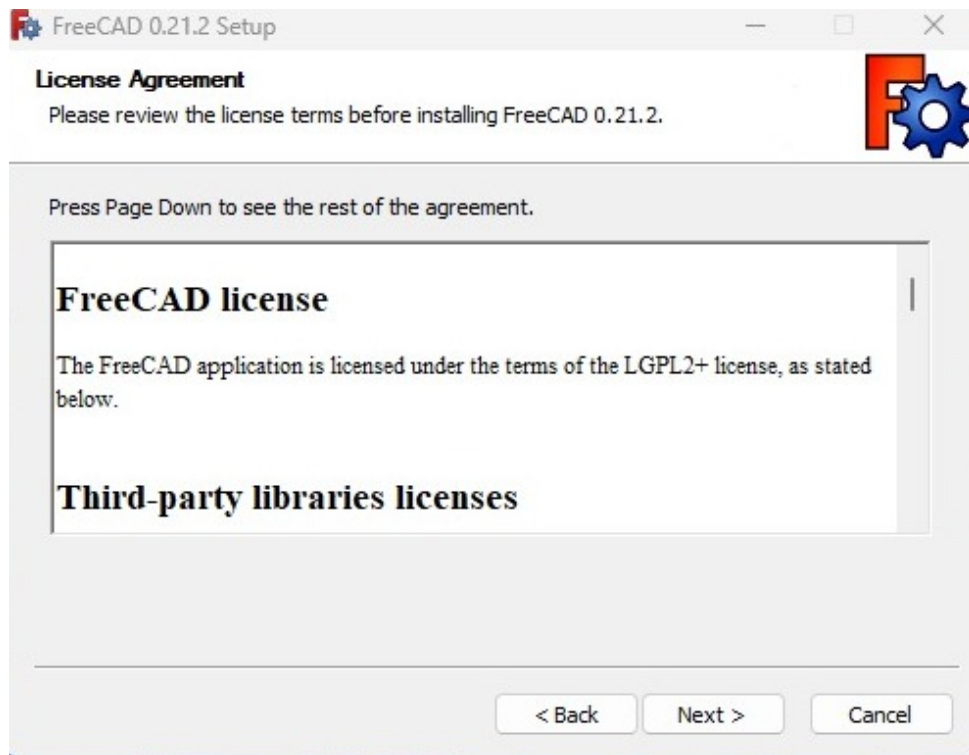 FreeCAD 0.21.2 Setup
License Agreement
Please review the license terms before installing FreeCAD 0.21.2.
Press Page Down to see the rest of the agreement.
FreeCAD license
The FreeCAD application is licensed under the terms of the LGPL2+ license, as stated
below.
Third-party libraries licenses
< Back
Next >
Cancel